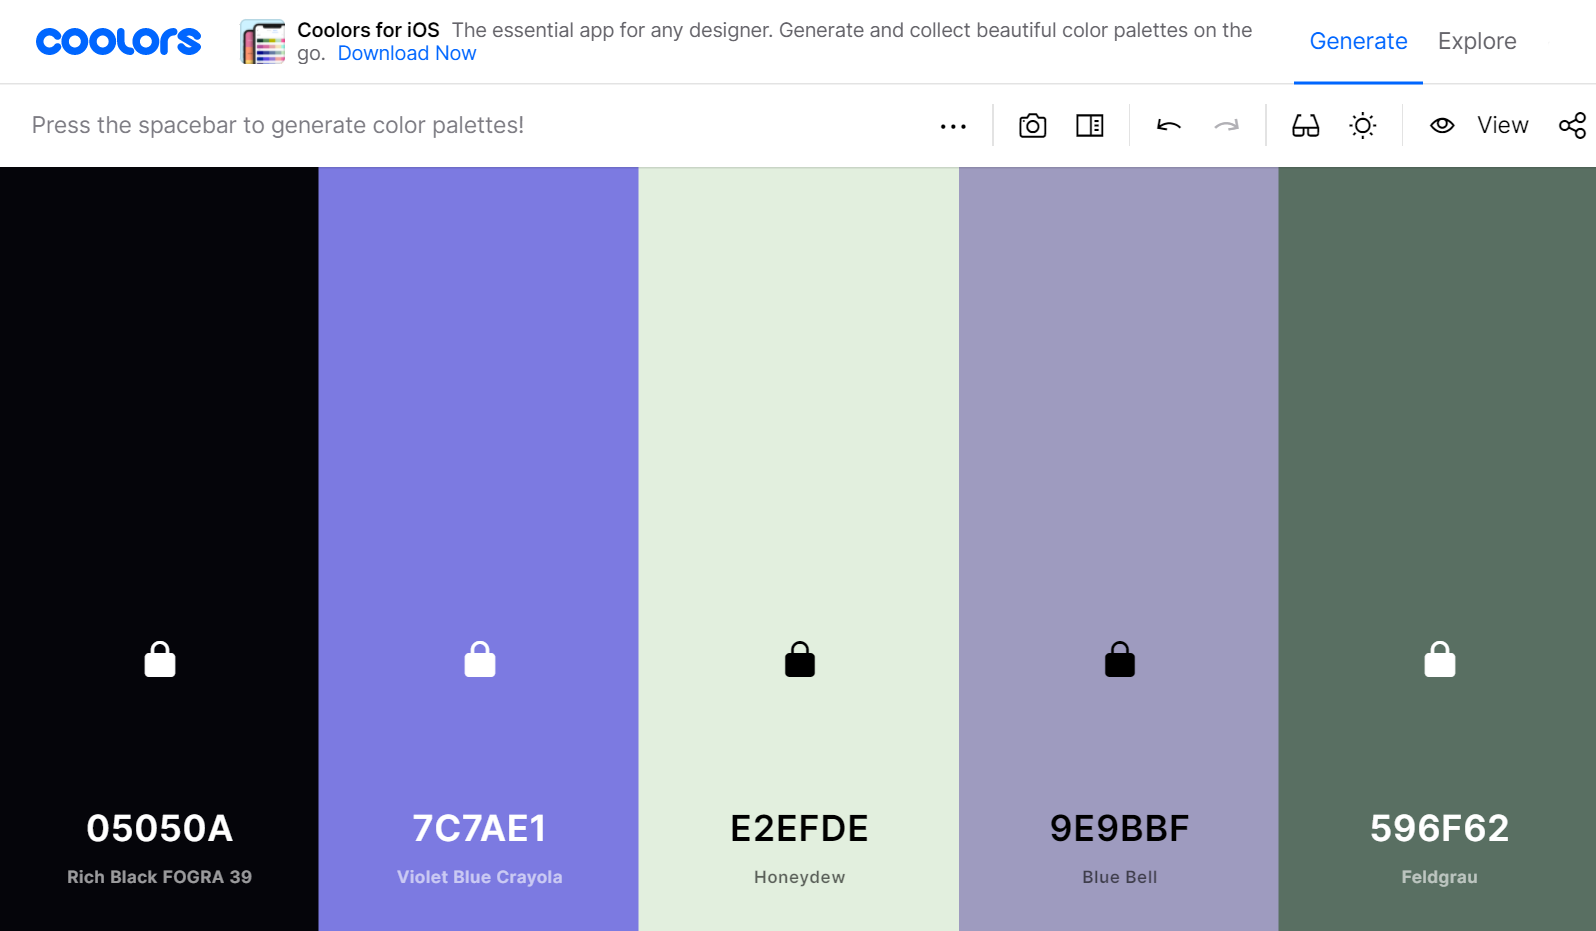 coolors
Coolors for iOS The essential app for any designer. Generate and collect beautiful color palettes on the
go. Download Now
Generate Explore
Press the spacebar to generate color palettes!
View
05050A 7C7AE1 E2EFDE 9E9BBF 596F62
Rich Black FOGRA 39 Violet Blue Crayola Honeydew Blue Bell Feldgrau